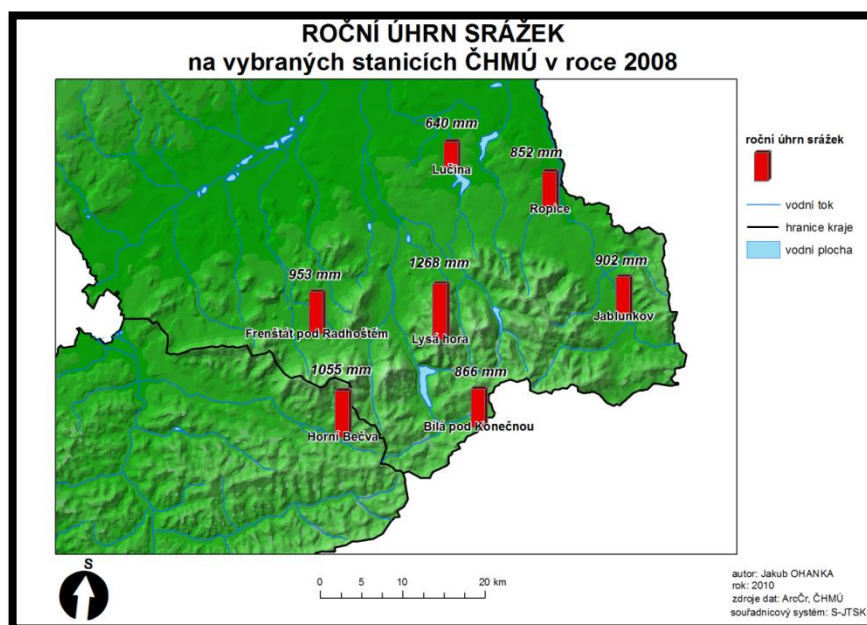 ROČNÍ ÚHRN SRÁŽEK
na vybraných stanicích ČHMÚ v roce 2008
640 mm
Lučina
852 mm
Ropice
953 mm
Frenštát pod Radhoštěm
1268 mm
Lysá hora
902 mm
Jablunkov
1055 mm
Horní Bečva
866 mm
Bílá pod Konečnou
roční úhrn srážek
vodní tok
hranice kraje
vodní plocha
S
0 5 10 20 km
autor: Jakub OHANKA
rok: 2010
zdroje dat: ArcČr, ČHMÚ
souřadnicový systém: S-JTSK